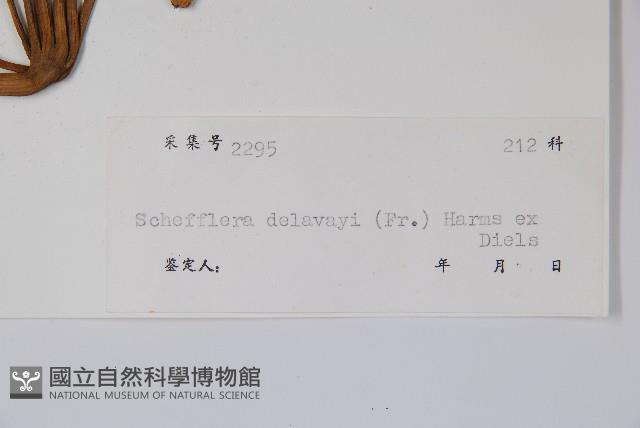 采集号 2295 212 科
Schefflera delavayi (Fr.) Harms ex
Diels
鉴定人: 年 月 日
國立自然科學博物館
NATIONAL MUSEUM OF NATURAL SCIENCE